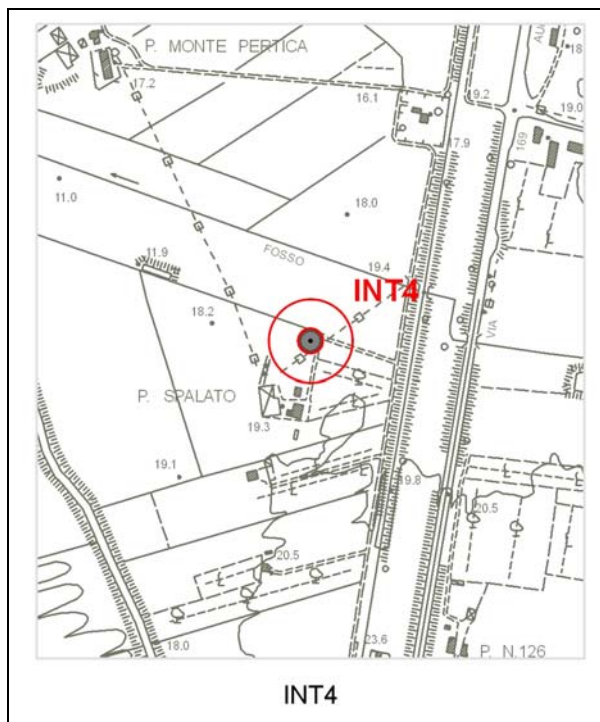 P. MONTE PERTICA
17.2
16.1
19.2
AU
18
19.0
17.9
169
11.0
18.0
FOSSO
11.9
19.4
INT4
18.2
VIA
P. SPALATO
19.3
19.1
19.8
20.5
20.5
23.6
18.0
P. N.126
INT4